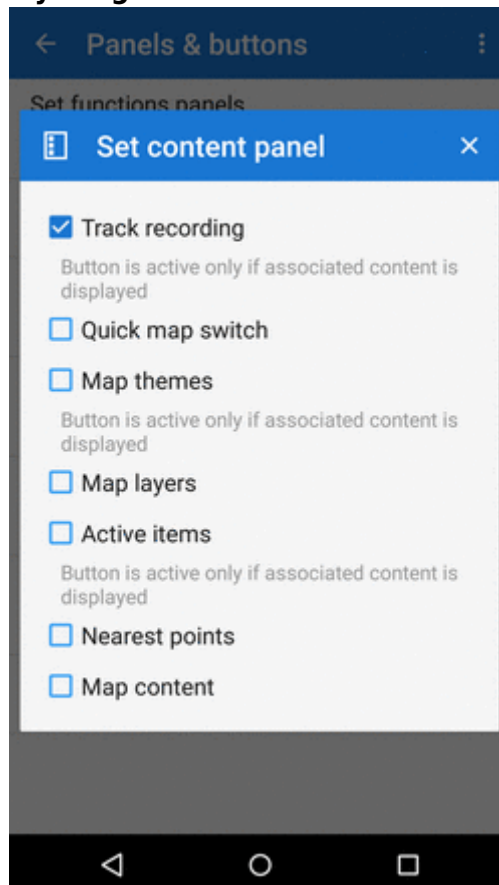 Panels & buttons
Set functions panels
Set content panel
Track recording
Button is active only if associated content is
displayed
Quick map switch
Map themes
Button is active only if associated content is
displayed
Map layers
Active items
Button is active only if associated content is
displayed
Nearest points
Map content